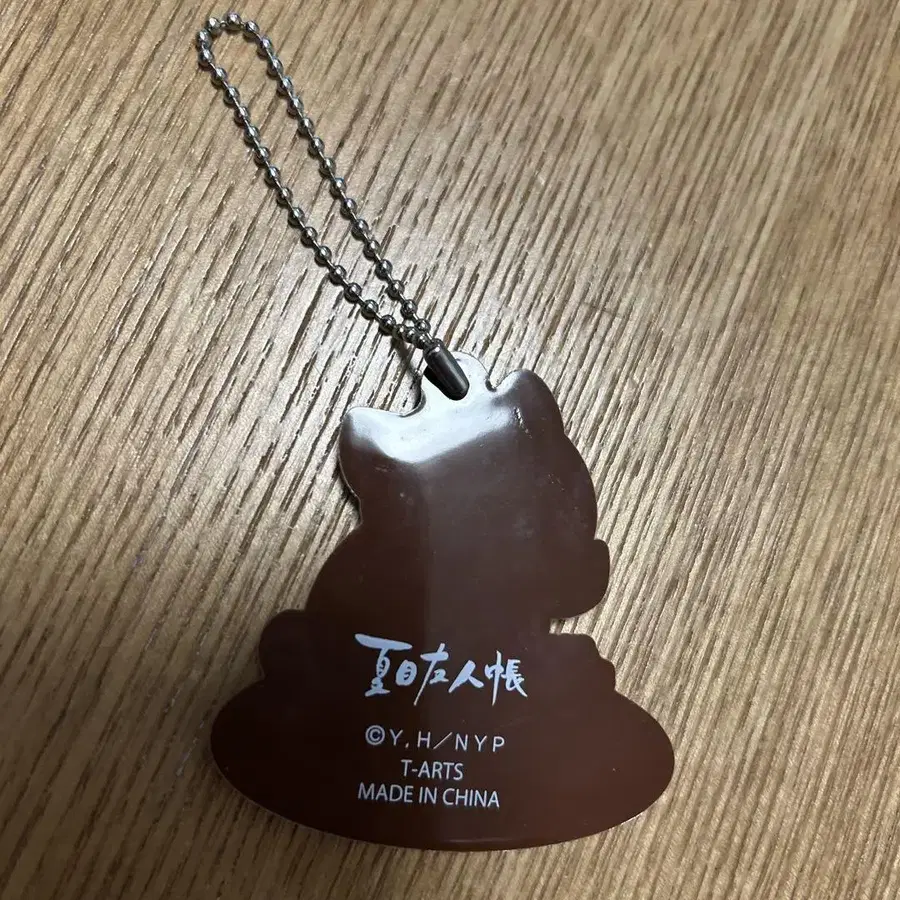 夏目友人帳
©Y, H／NYP
T-ARTS
MADE IN CHINA